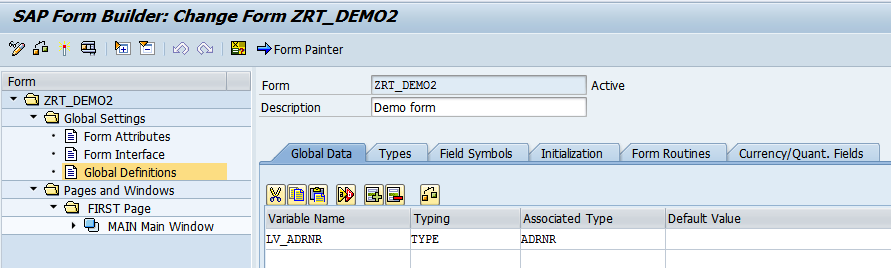 SAP Form Builder: Change Form ZRT_DEMO2
Form Painter
Form
ZRT_DEMO2
Global Settings
Form Attributes
Form Interface
Global Definitions
Pages and Windows
FIRST Page
MAIN Main Window
Form ZRT_DEMO2 Active
Description Demo form
Global Data Types Field Symbols Initialization Form Routines Currency/Quant. Fields
Variable Name Typing Associated Type Default Value
LV_ADRNR TYPE ADRNR